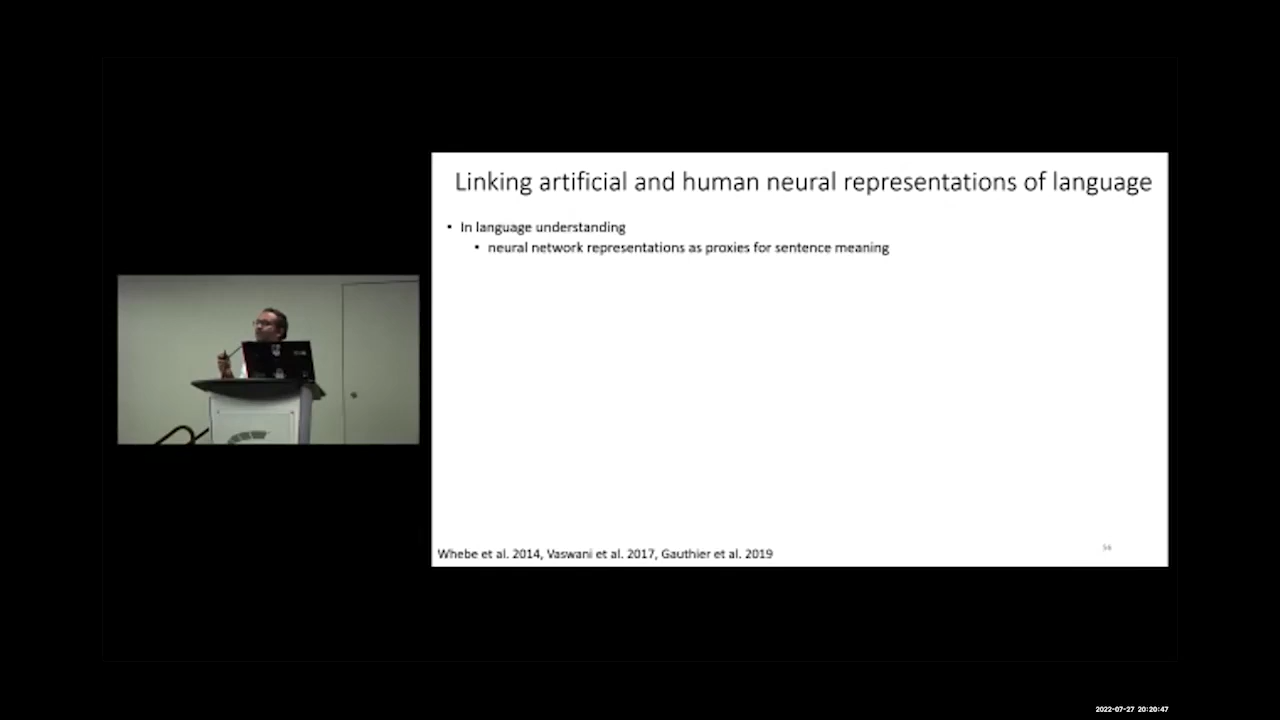 Linking artificial and human neural representations of language
• In language understanding
• neural network representations as proxies for sentence meaning
Whebe et al. 2014, Vaswani et al. 2017, Gauthier et al. 2019
2022-07-27 20:20:47